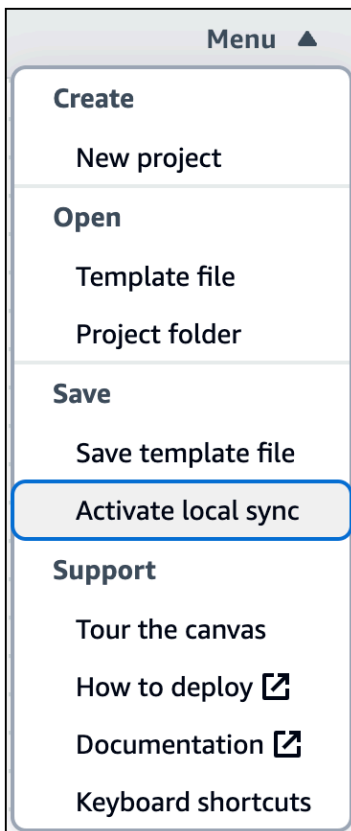 Menu
Create
New project
Open
Template file
Project folder
Save
Save template file
Activate local sync
Support
Tour the canvas
How to deploy
Documentation
Keyboard shortcuts